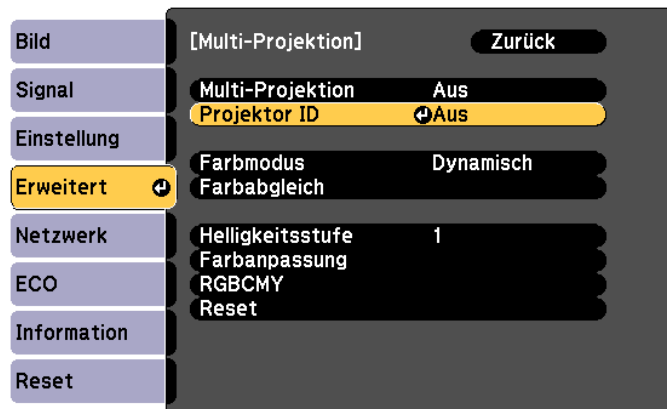 Bild
Signal
Einstellung
Erweitert
Netzwerk
ECO
Information
Reset
[Multi-Projektion] Zurück
Multi-Projektion Aus
Projektor ID Aus
Farbmodus Dynamisch
Farbabgleich
Helligkeitsstufe 1
Farbanpassung
RGBCMY
Reset